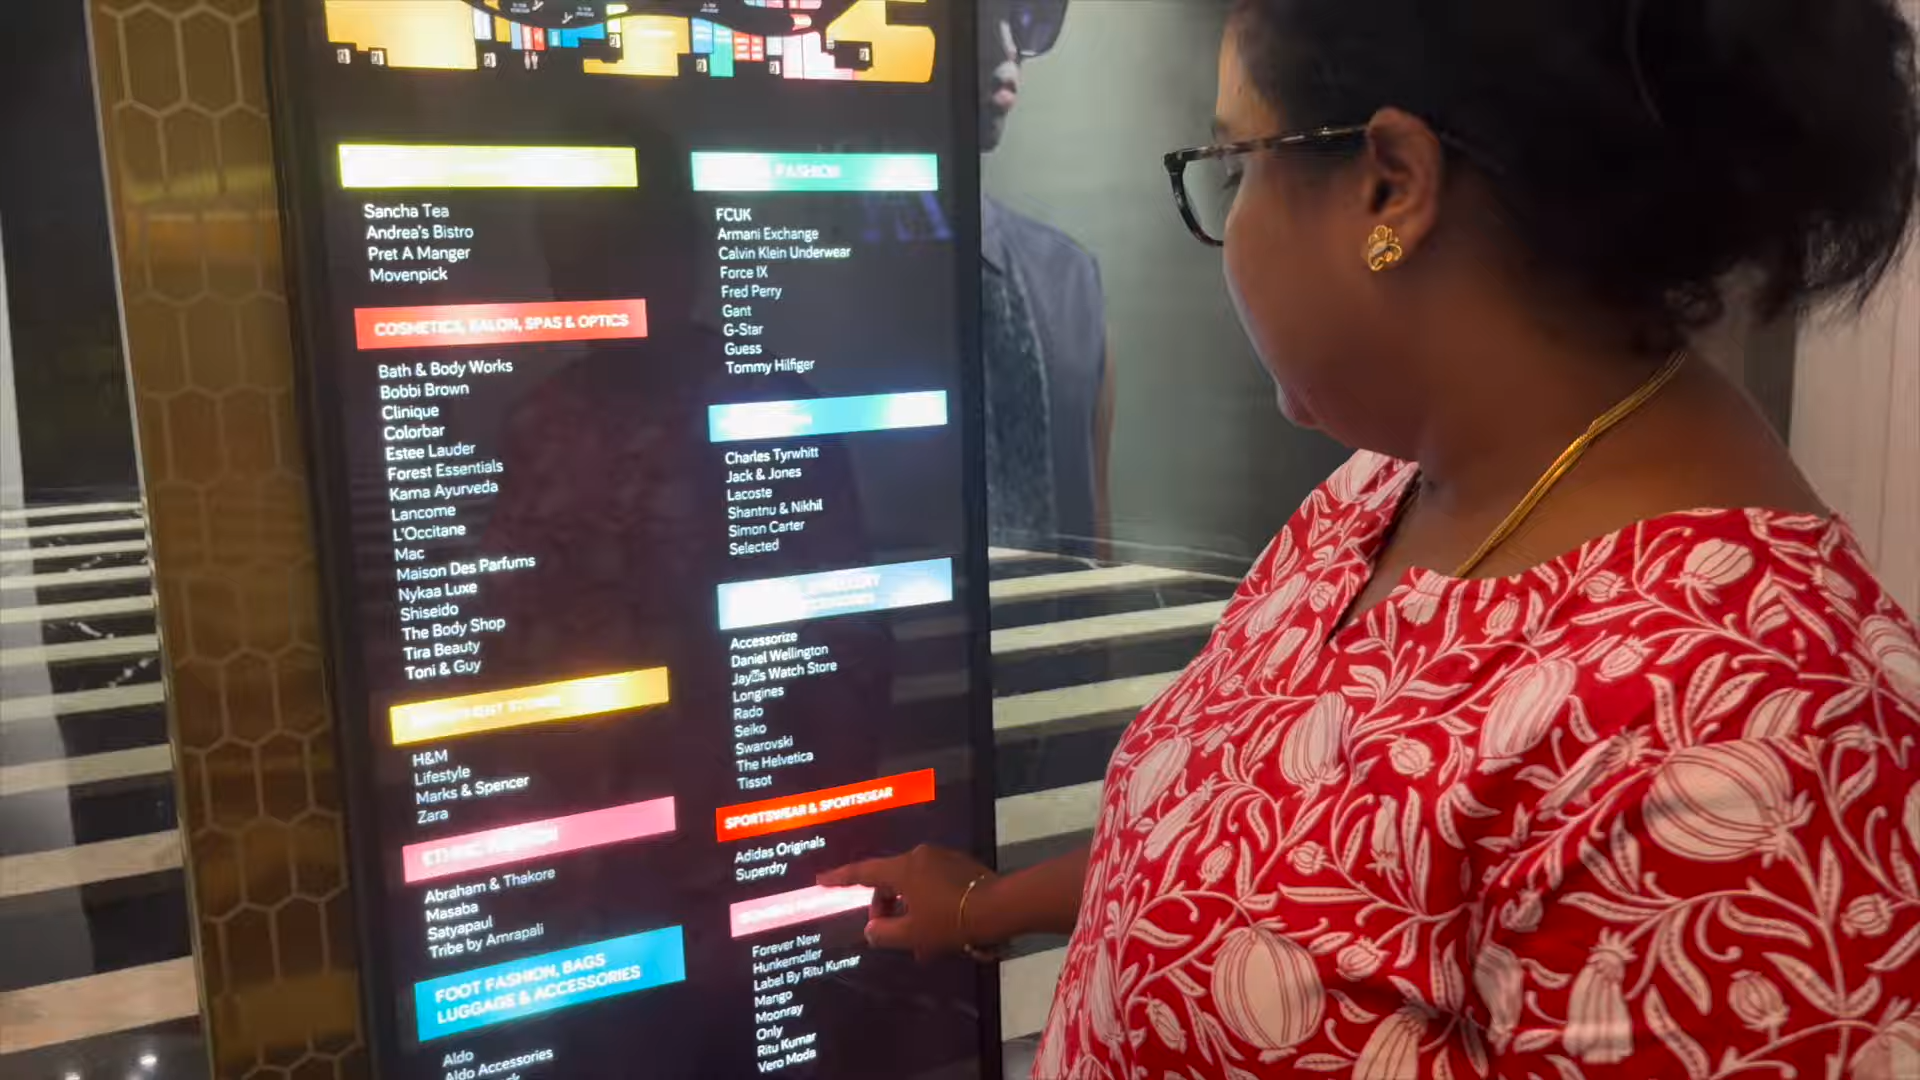 Sancha Tea
Andrea's Bistro
Pret A Manger
Movenpick
COSMETICS, SALON, SPAS & OPTICS
Bath & Body Works
Bobbi Brown
Clinique
Colorbar
Estee Lauder
Forest Essentials
Kama Ayurveda
Lancome
L'Occitane
Mac
Maison Des Parfums
Nykaa Luxe
Shiseido
The Body Shop
Tira Beauty
Toni & Guy
H&M
Lifestyle
Marks & Spencer
Zara
Abraham & Thakore
Masaba
Satyapaul
Tribe by Amrapali
FOOT FASHION, BAGS
LUGGAGE & ACCESSORIES
Aldo
Aldo Accessories
FASHION
FCUK
Armani Exchange
Calvin Klein Underwear
Force IX
Fred Perry
Gant
G-Star
Guess
Tommy Hilfiger
Charles Tyrwhitt
Jack & Jones
Lacoste
Shantnu & Nikhil
Simon Carter
Selected
JEWELLERY
Accessorize
Daniel Wellington
Jay⍰s Watch Store
Longines
Rado
Seiko
Swarovski
The Helvetica
Tissot
SPORTSWEAR & SPORTSGEAR
Adidas Originals
Superdry
Forever New
Hunkemoller
Label By Ritu Kumar
Mango
Moonray
Only
Ritu Kumar
Vero Moda